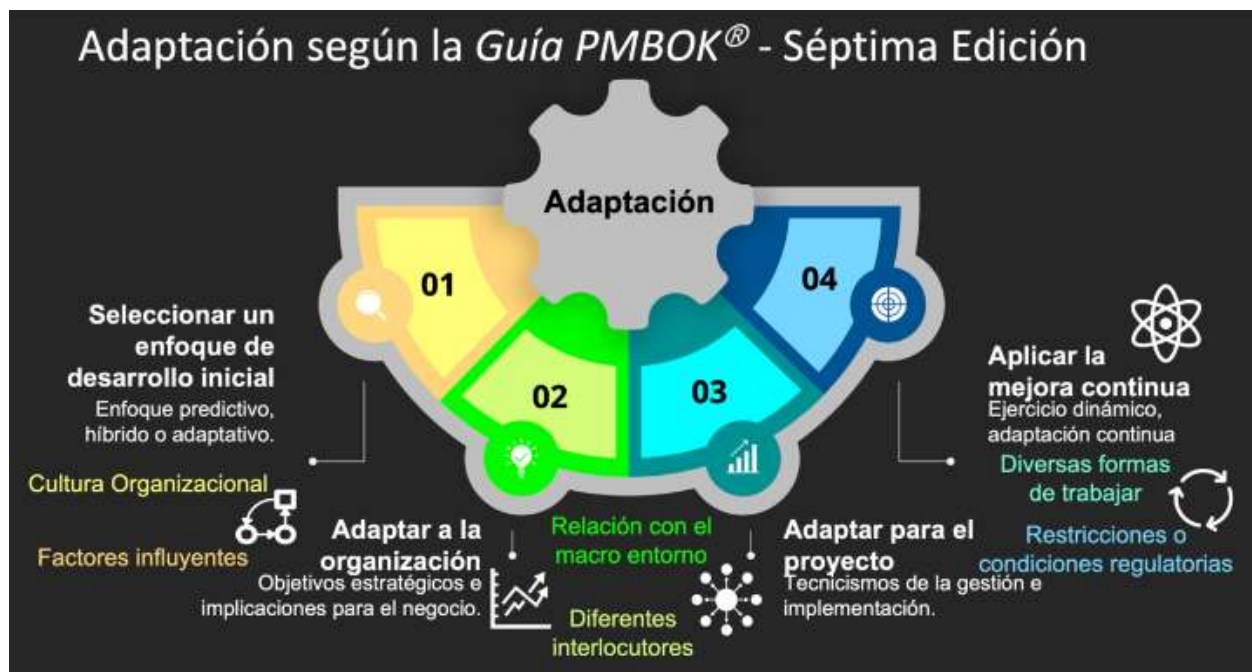 Adaptación según la Guía PMBOK® - Séptima Edición
Adaptación
01
02
03
04
Seleccionar un
enfoque de
desarrollo inicial
Enfoque predictivo,
híbrido o adaptativo.
Cultura Organizacional
Factores influyentes
Adaptar a la
organización
Objetivos estratégicos e
implicaciones para el negocio.
Relación con el
macro entorno
Diferentes
interlocutores
Adaptar para el
proyecto
Tecnicismos de la gestión e
implementación.
Aplicar la
mejora continua
Ejercicio dinámico,
adaptación continua
Diversas formas
de trabajar
Restricciones o
condiciones regulatorias